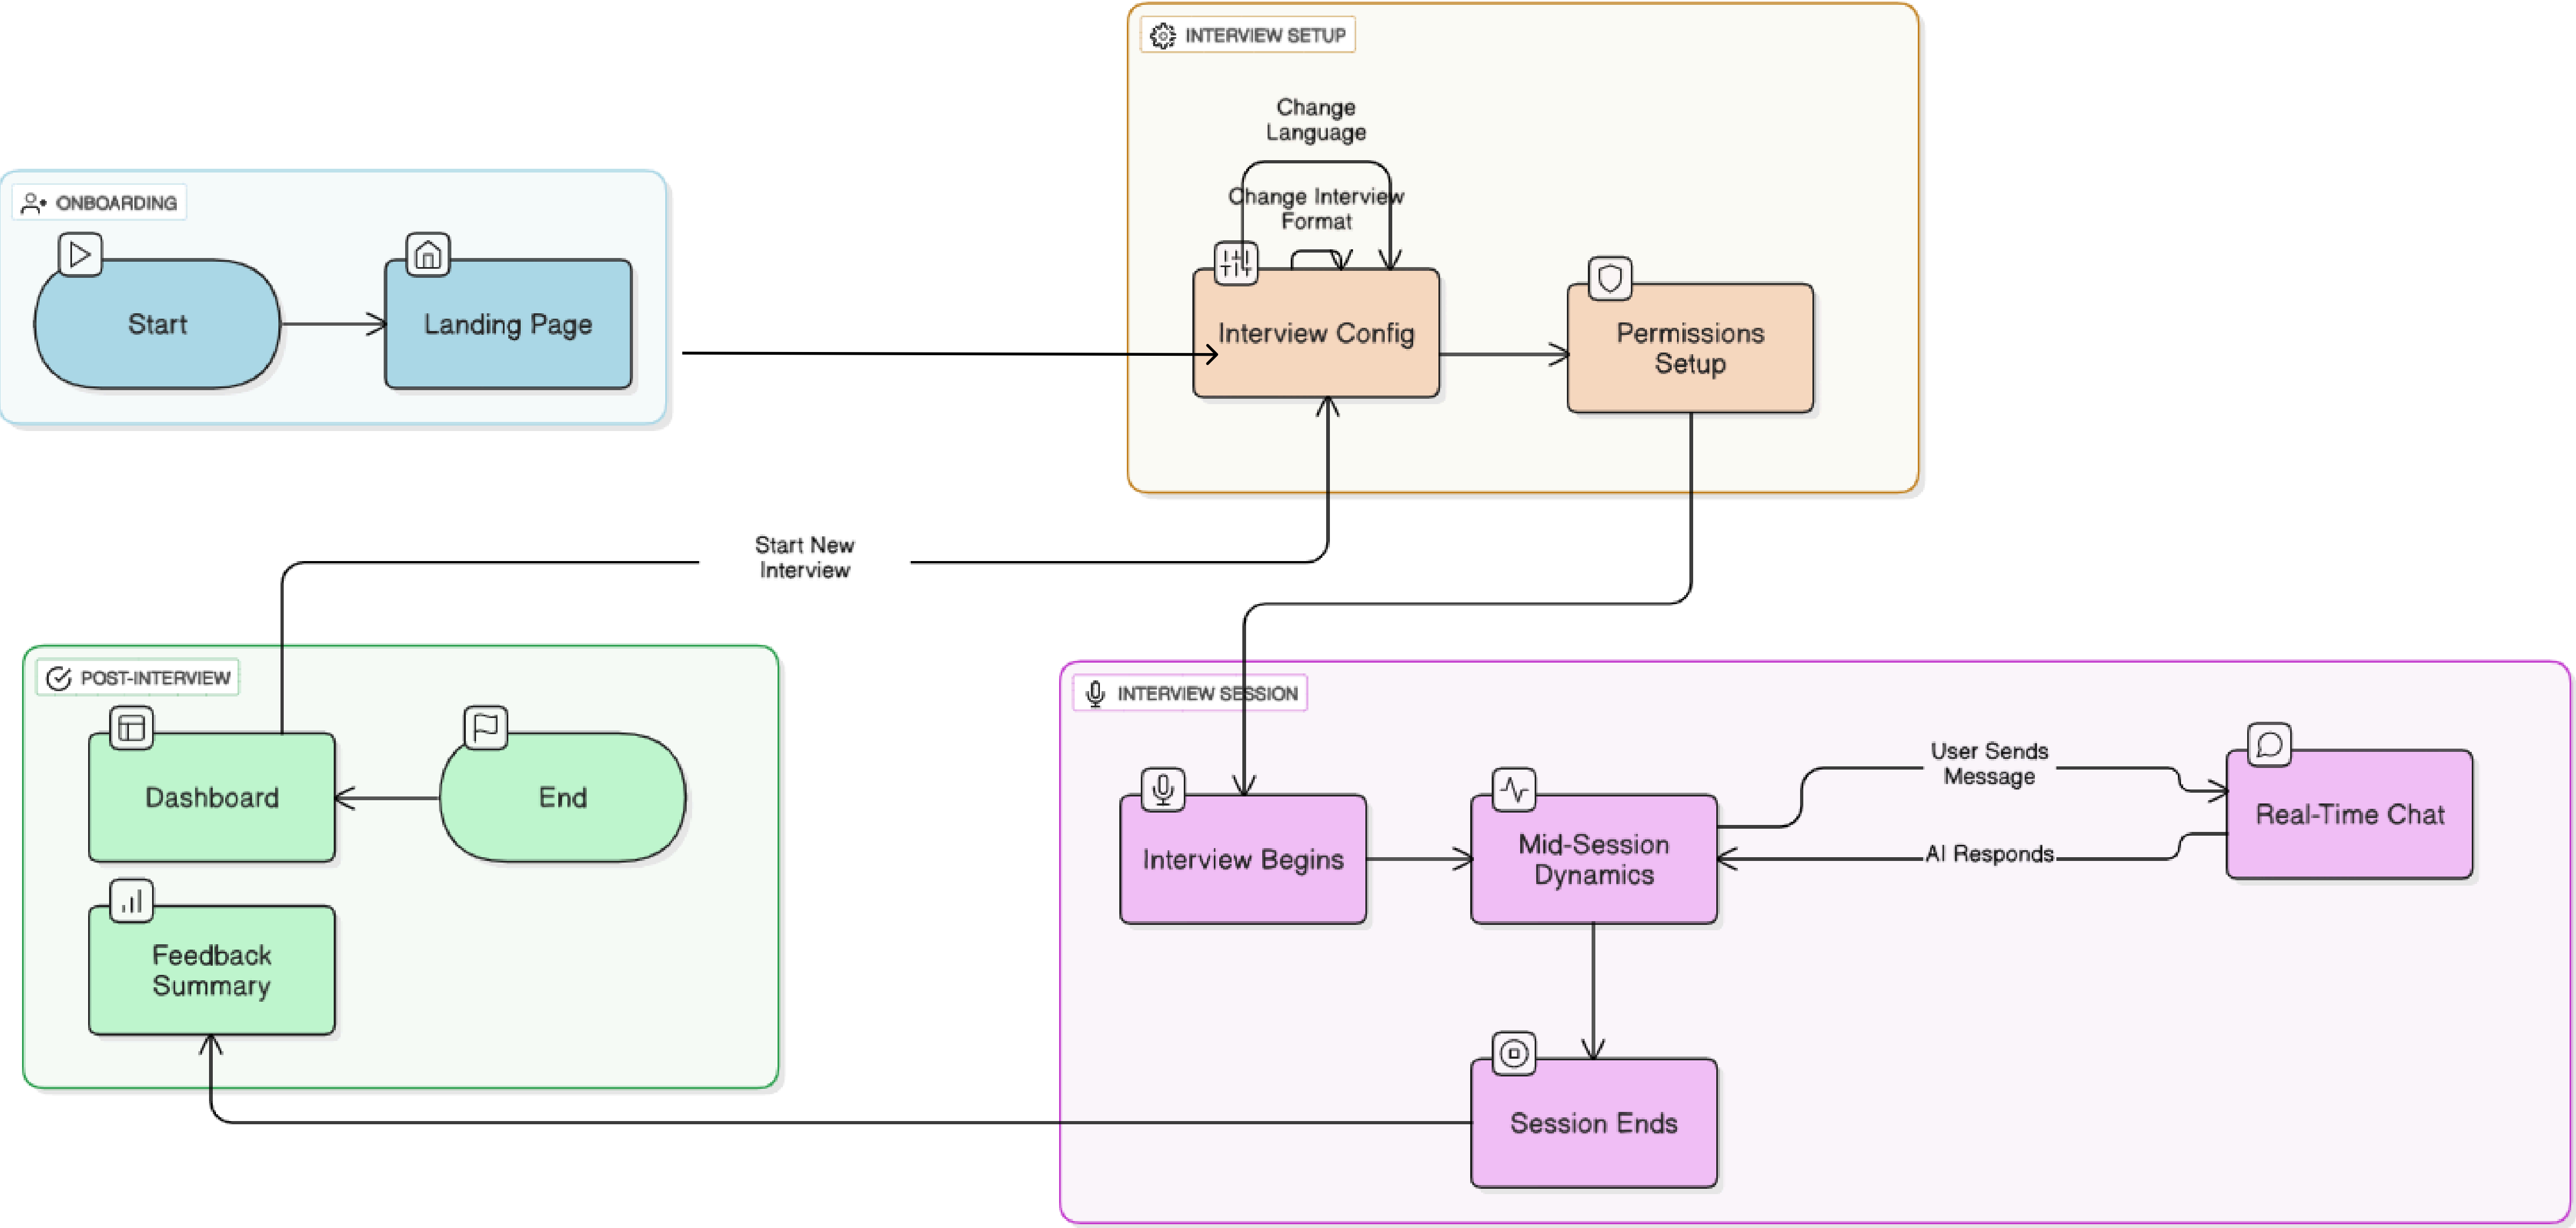 INTERVIEW SETUP
Change
Language
Change Interview
Format
Interview Config
Permissions
Setup
ONBOARDING
Start
Landing Page
Start New
Interview
POST-INTERVIEW
Dashboard
End
Feedback
Summary
INTERVIEW SESSION
Interview Begins
Mid-Session
Dynamics
User Sends
Message
AI Responds
Real-Time Chat
Session Ends